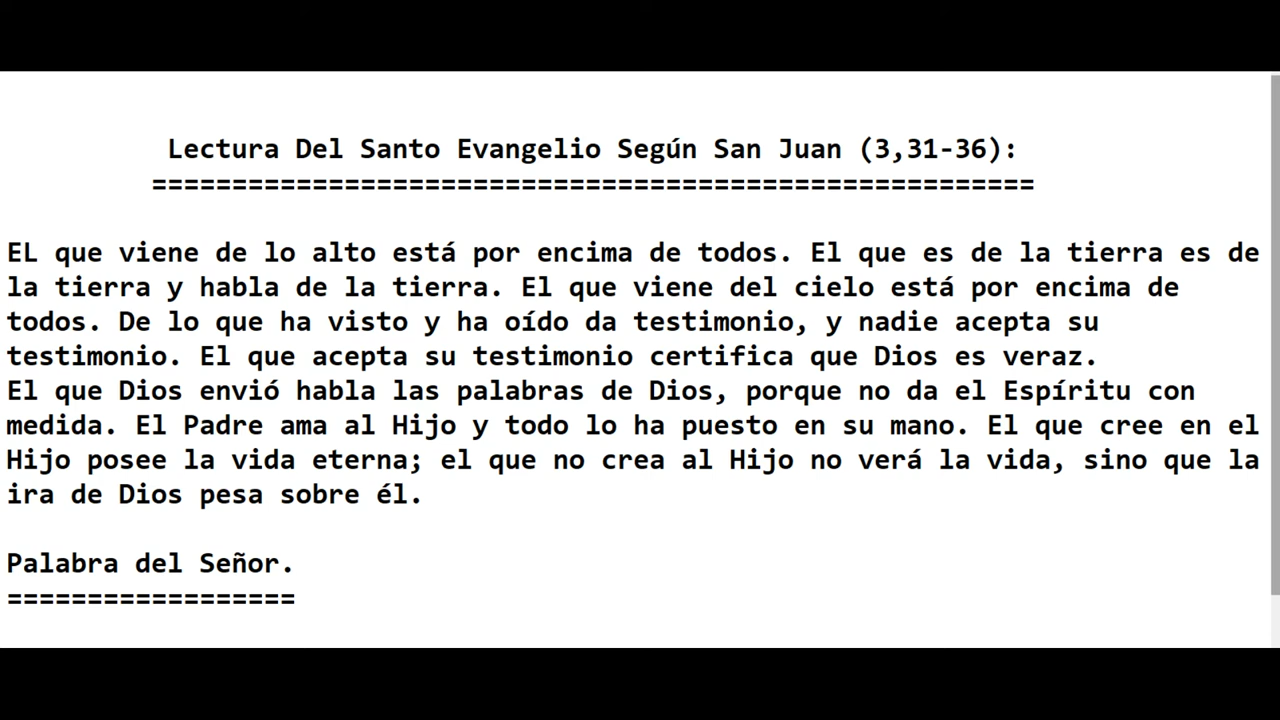 Lectura Del Santo Evangelio Según San Juan (3,31-36):
=======================================================
EL que viene de lo alto está por encima de todos. El que es de la tierra es de
la tierra y habla de la tierra. El que viene del cielo está por encima de
todos. De lo que ha visto y ha oído da testimonio, y nadie acepta su
testimonio. El que acepta su testimonio certifica que Dios es veraz.
El que Dios envió habla las palabras de Dios, porque no da el Espíritu con
medida. El Padre ama al Hijo y todo lo ha puesto en su mano. El que cree en el
Hijo posee la vida eterna; el que no crea al Hijo no verá la vida, sino que la
ira de Dios pesa sobre él.
Palabra del Señor.
==================